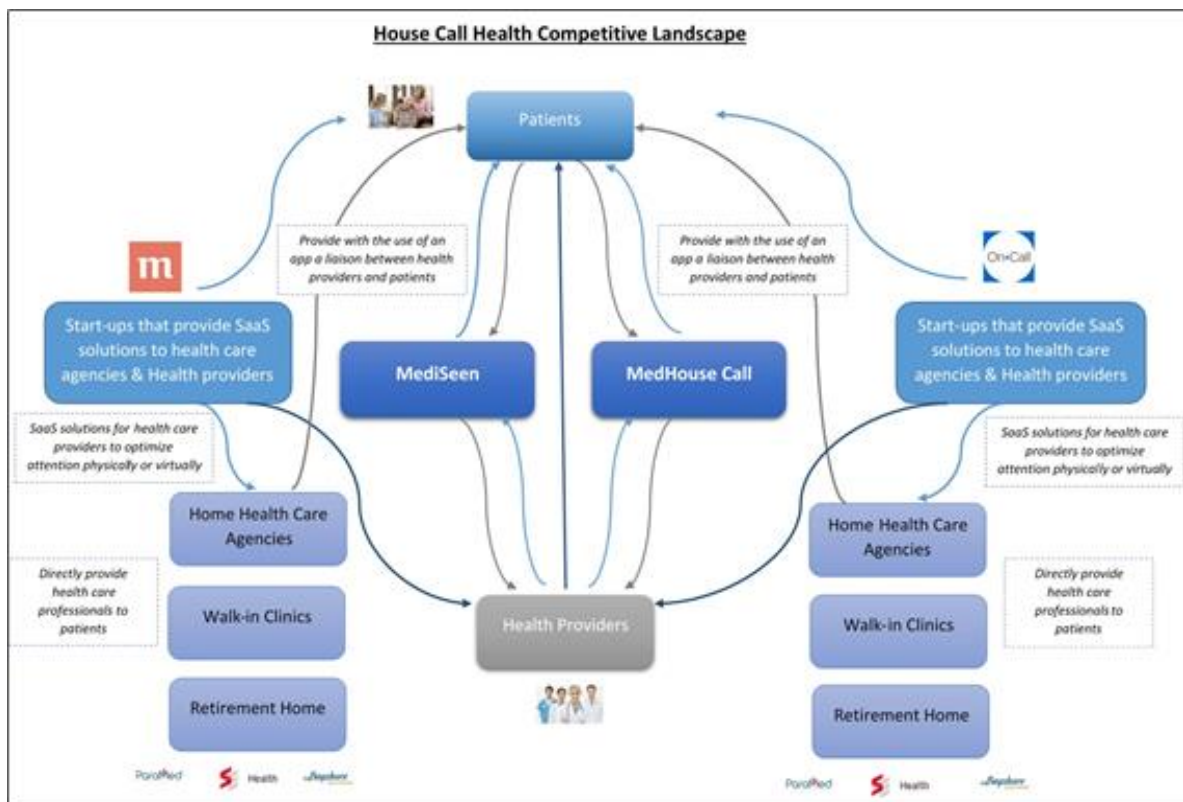 House Call Health Competitive Landscape
Patients
Provide with the use of an
app a liaison between health
providers and patients
Provide with the use of an
app a liaison between health
providers and patients
m
On Call
Start-ups that provide SaaS
solutions to health care
agencies & Health providers
MediSeen
MedHouse Call
Start-ups that provide SaaS
solutions to health care
agencies & Health providers
SaaS solutions for health care
providers to optimize
attention physically or virtually
SaaS solutions for health care
providers to optimize
attention physically or virtually
Home Health Care
Agencies
Home Health Care
Agencies
Directly provide
health care
professionals to
patients
Walk-in Clinics
Health Providers
Walk-in Clinics
Directly provide
health care
professionals to
patients
Retirement Home
Retirement Home
ParaMed
S Health
Bayshore
ParaMed
S Health
Bayshore